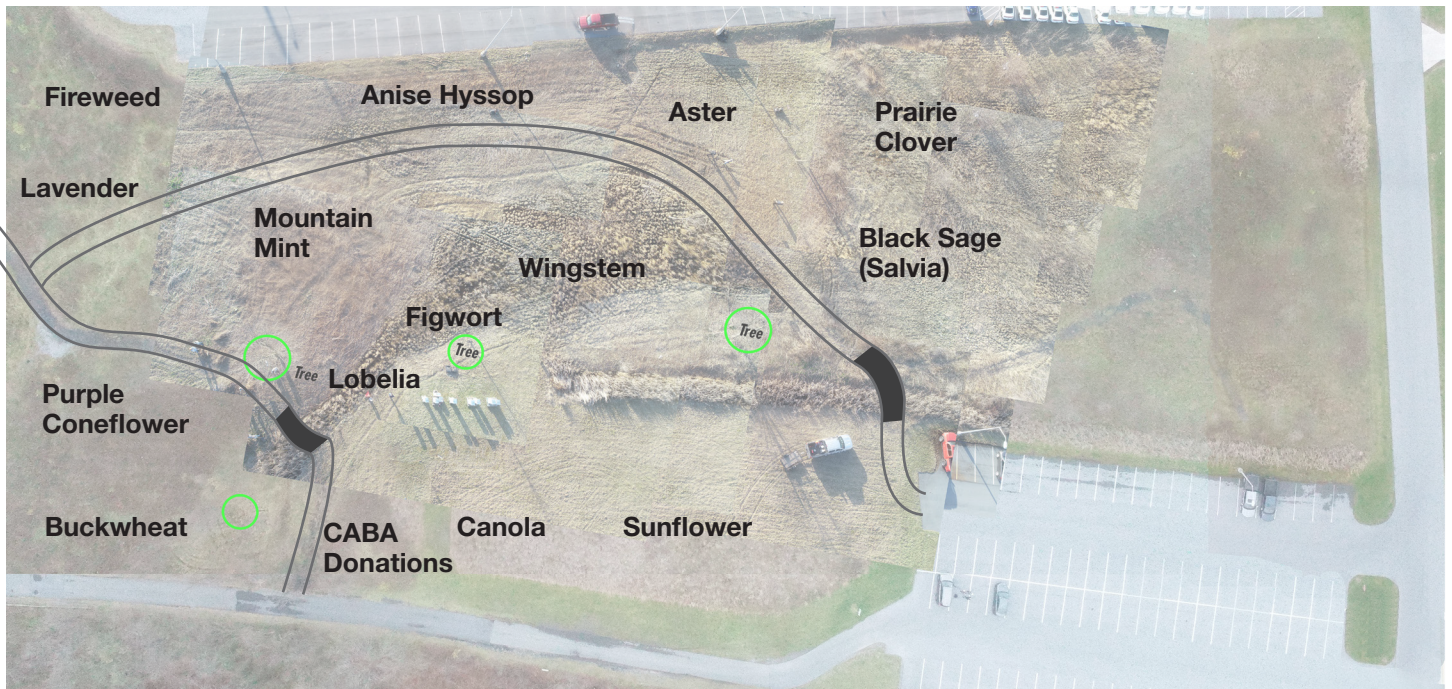 Fireweed
Anise Hyssop
Aster
Prairie
Clover
Lavender
Mountain
Mint
Black Sage
(Salvia)
Wingstem
Figwort
Tree
Tree
Tree
Lobelia
Purple
Coneflower
Buckwheat
CABA
Donations
Canola
Sunflower